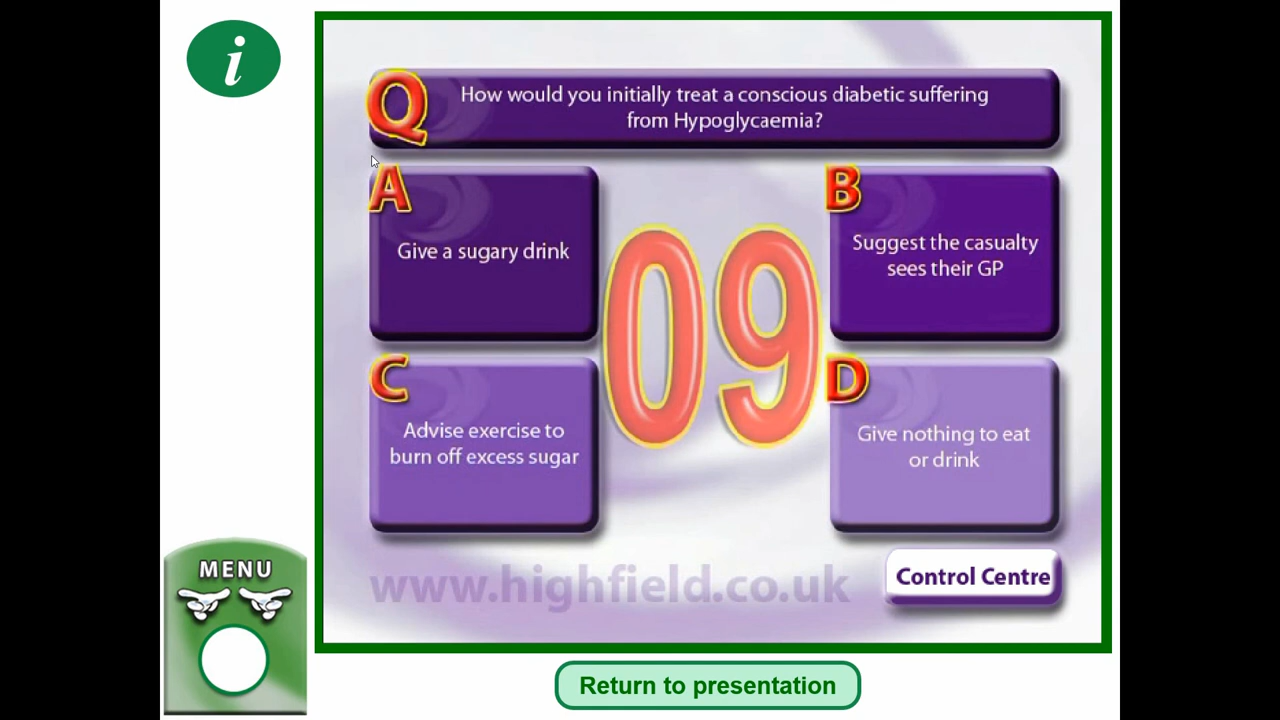 i
Q
How would you initially treat a conscious diabetic suffering
from Hypoglycaemia?
A
Give a sugary drink
B
Suggest the casualty
sees their GP
09
C
Advise exercise to
burn off excess sugar
D
Give nothing to eat
or drink
www.highfield.co.uk
Control Centre
MENU
Return to presentation